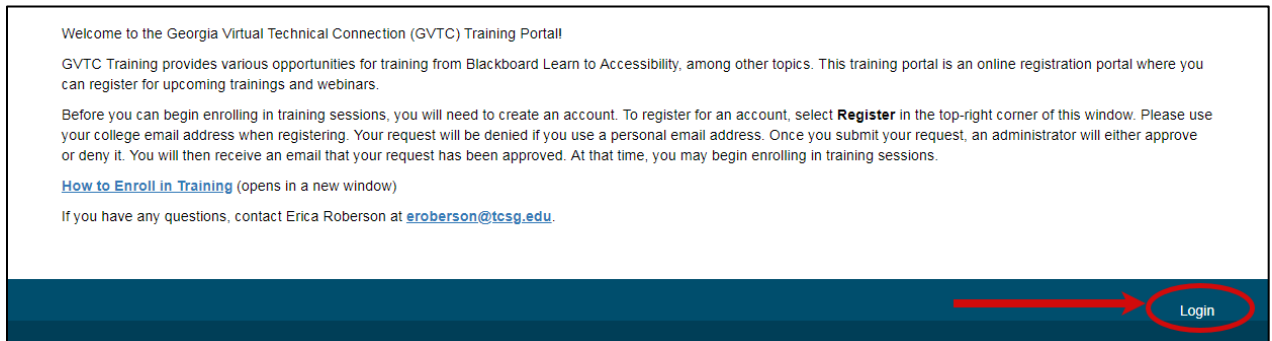 Welcome to the Georgia Virtual Technical Connection (GVTC) Training Portal!
GVTC Training provides various opportunities for training from Blackboard Learn to Accessibility, among other topics. This training portal is an online registration portal where you
can register for upcoming trainings and webinars.
Before you can begin enrolling in training sessions, you will need to create an account. To register for an account, select Register in the top-right corner of this window. Please use
your college email address when registering. Your request will be denied if you use a personal email address. Once you submit your request, an administrator will either approve
or deny it. You will then receive an email that your request has been approved. At that time, you may begin enrolling in training sessions.
How to Enroll in Training (opens in a new window)
If you have any questions, contact Erica Roberson at eroberson@tcsg.edu.
Login